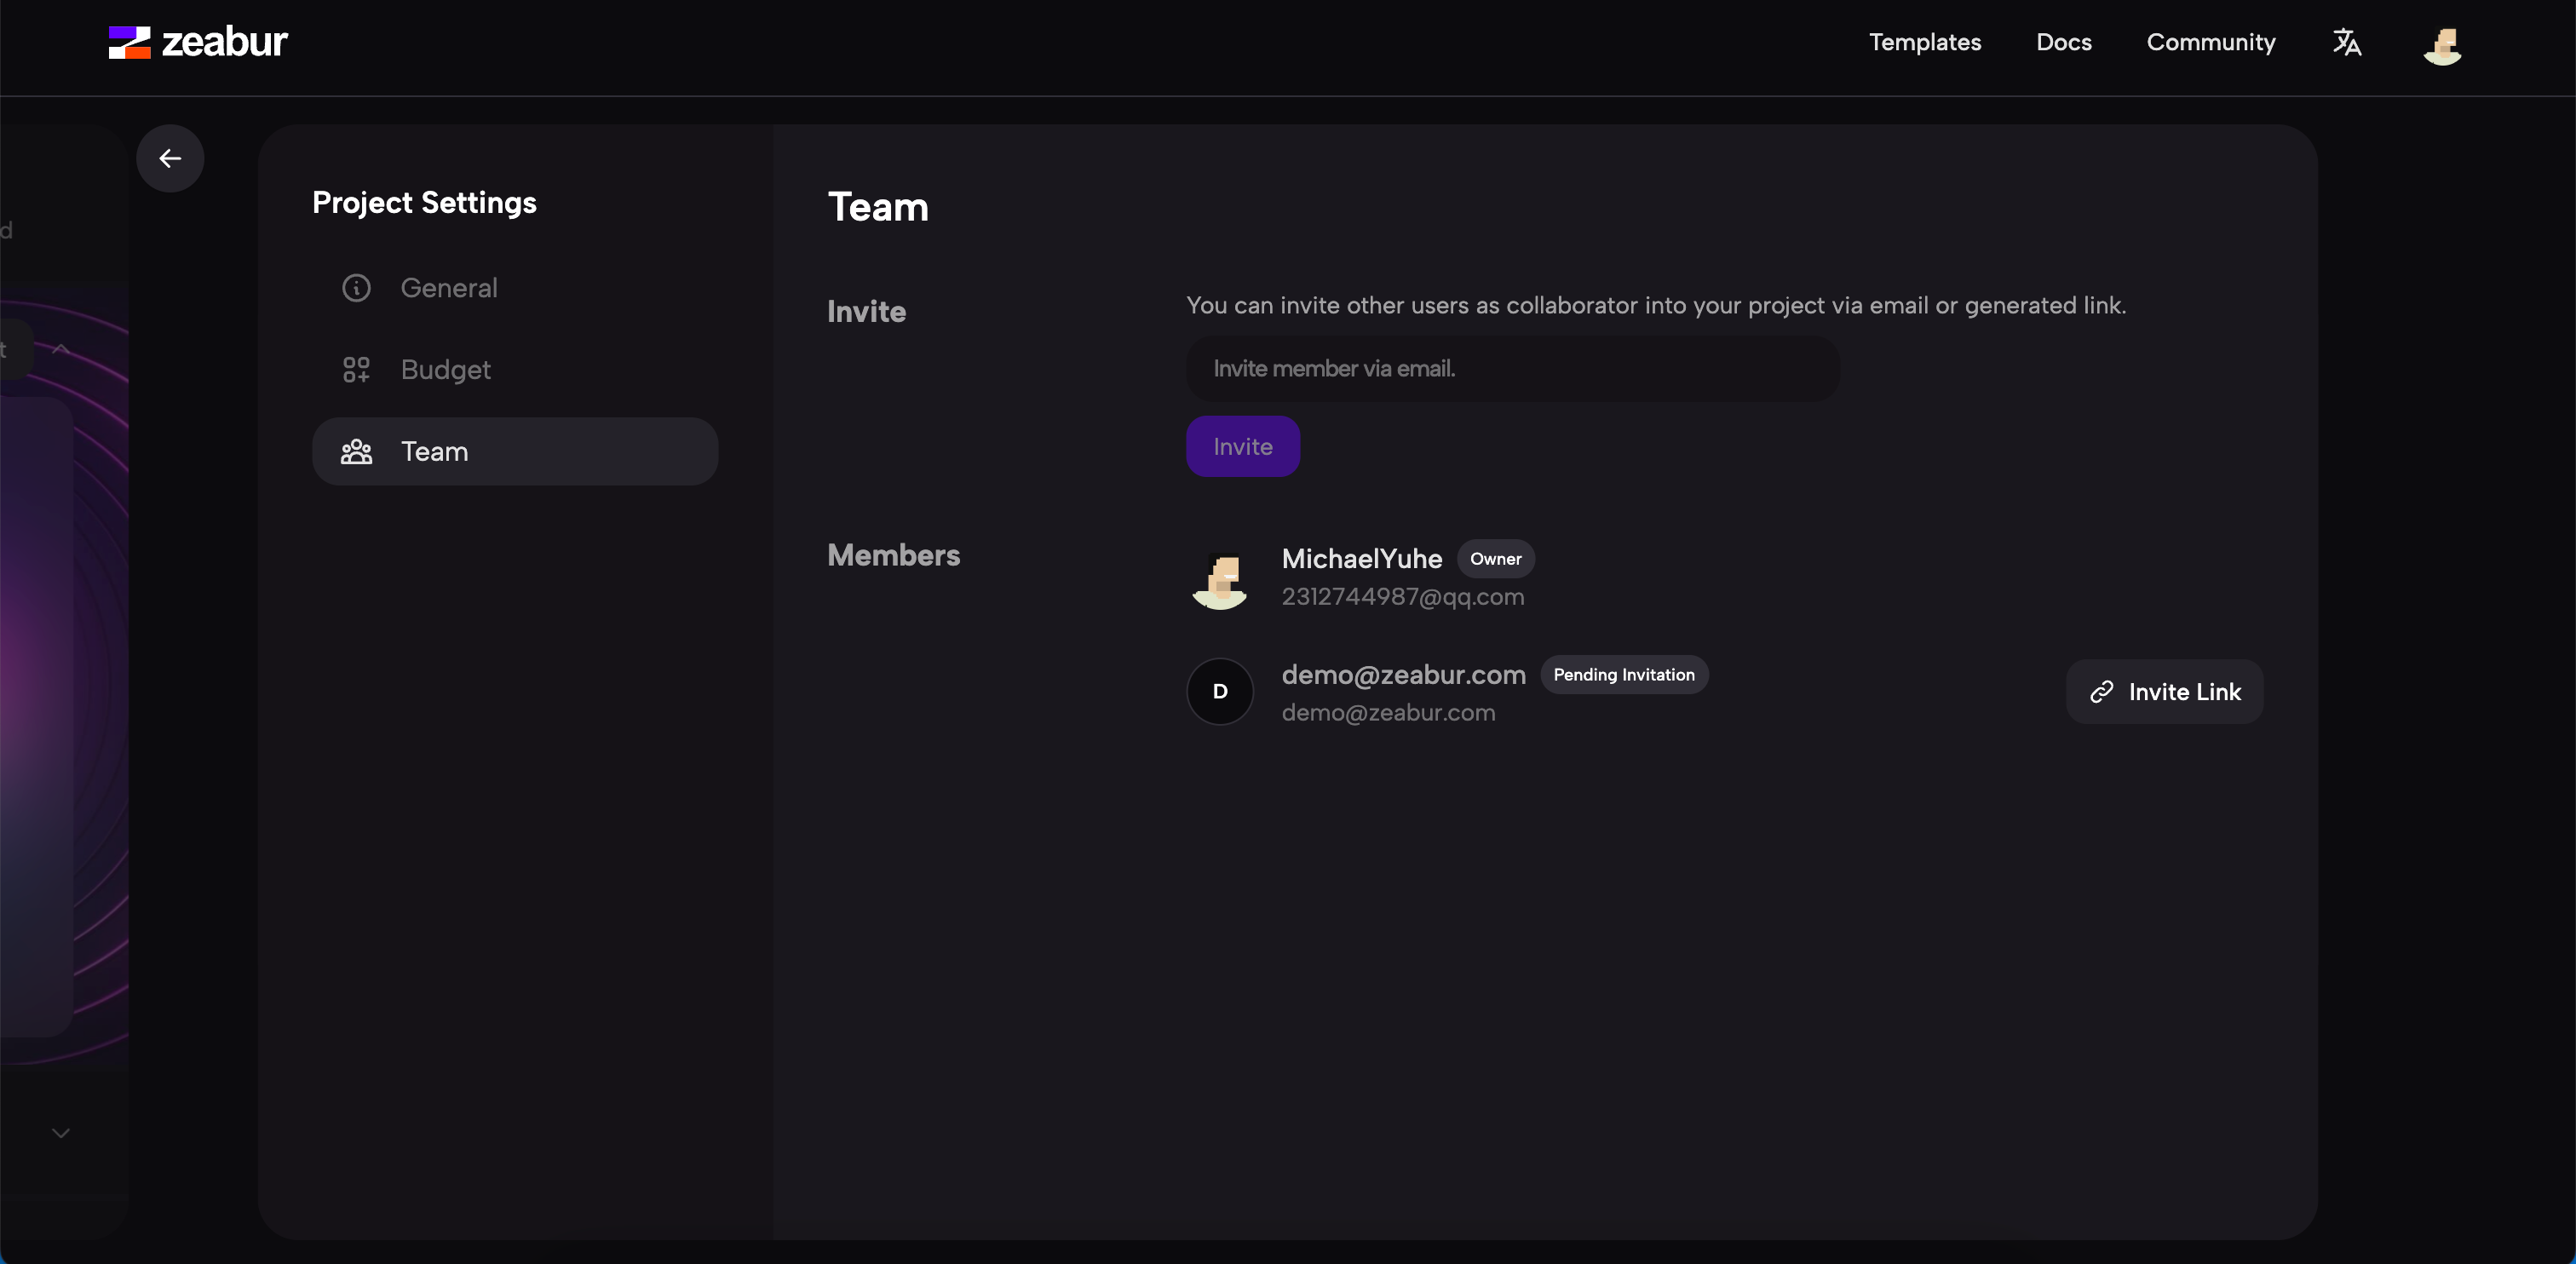 zeabur
Templates
Docs
Community
Project Settings
General
Budget
Team
Team
Invite
You can invite other users as collaborator into your project via email or generated link.
Invite member via email.
Invite
Members
MichaelYuhe
Owner
2312744987@qq.com
D
demo@zeabur.com
Pending Invitation
demo@zeabur.com
Invite Link